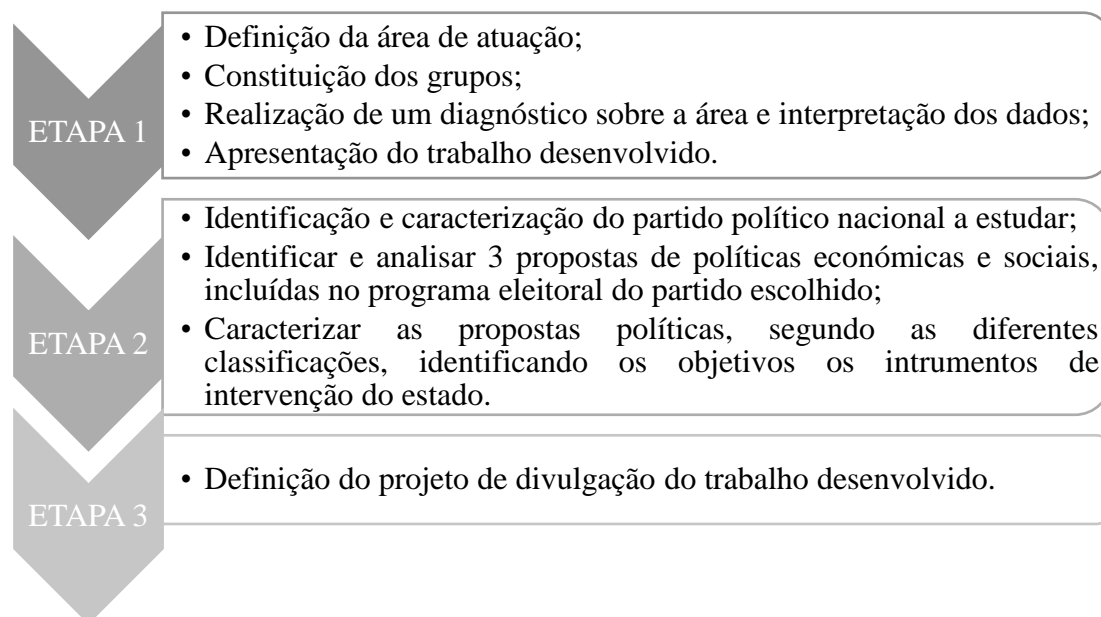 ETAPA 1
• Definição da área de atuação;
• Constituição dos grupos;
• Realização de um diagnóstico sobre a área e interpretação dos dados;
• Apresentação do trabalho desenvolvido.
ETAPA 2
• Identificação e caracterização do partido político nacional a estudar;
• Identificar e analisar 3 propostas de políticas económicas e sociais,
incluídas no programa eleitoral do partido escolhido;
• Caracterizar as propostas políticas, segundo as diferentes
classificações, identificando os objetivos os intrumentos de
intervenção do estado.
ETAPA 3
• Definição do projeto de divulgação do trabalho desenvolvido.